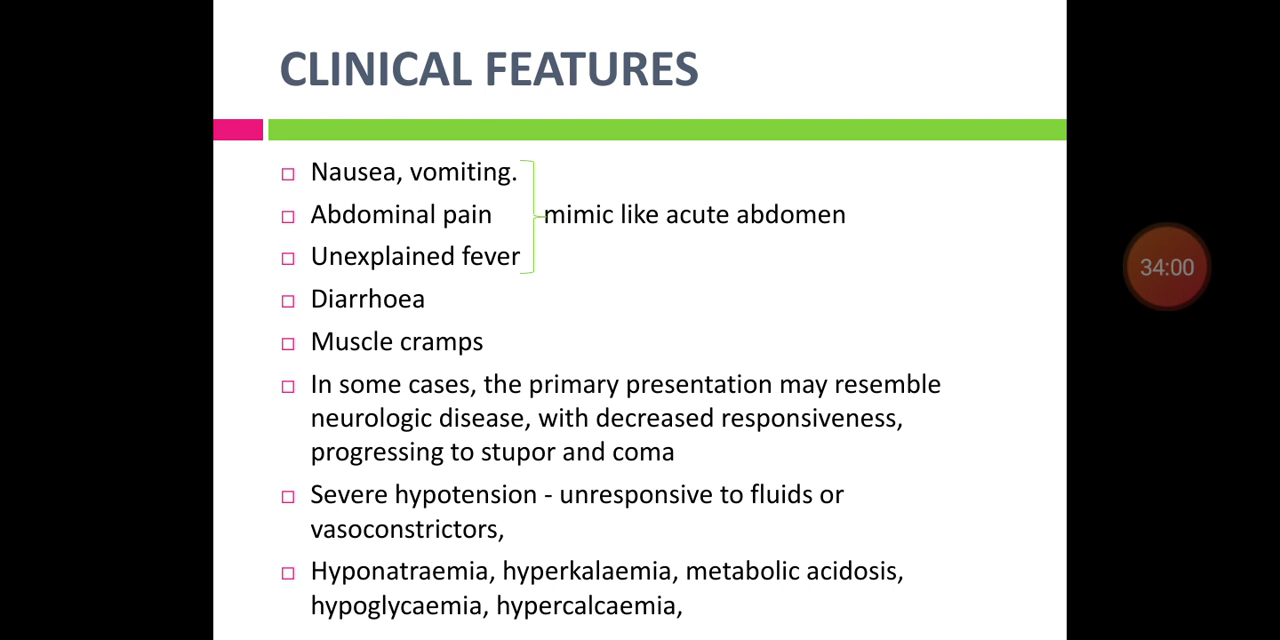 CLINICAL FEATURES
Nausea, vomiting.
Abdominal pain
mimic like acute abdomen
Unexplained fever
Diarrhoea
Muscle cramps
In some cases, the primary presentation may resemble
neurologic disease, with decreased responsiveness,
progressing to stupor and coma
Severe hypotension - unresponsive to fluids or
vasoconstrictors,
Hyponatraemia, hyperkalaemia, metabolic acidosis,
hypoglycaemia, hypercalcaemia,
34:00